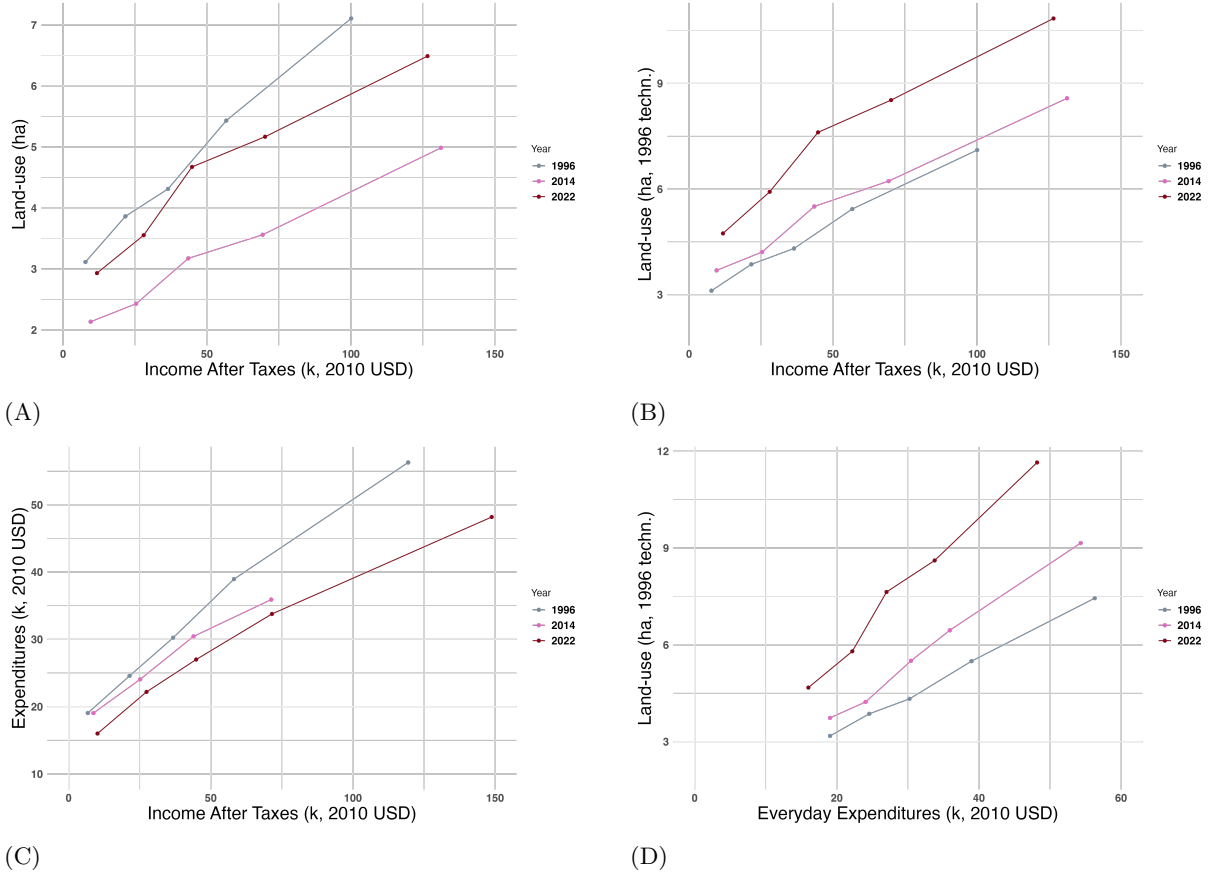 7
6
5
4
3
2
Land-use (ha)
0
50
100
150
Income After Taxes (k, 2010 USD)
Year
1996
2014
2022
(A)
9
6
3
Land-use (ha, 1996 techn.)
0
50
100
150
Income After Taxes (k, 2010 USD)
Year
1996
2014
2022
(B)
50
40
30
20
10
Expenditures (k, 2010 USD)
0
50
100
150
Income After Taxes (k, 2010 USD)
Year
1996
2014
2022
(C)
12
9
6
3
Land-use (ha, 1996 techn.)
0
20
40
60
Everyday Expenditures (k, 2010 USD)
Year
1996
2014
2022
(D)